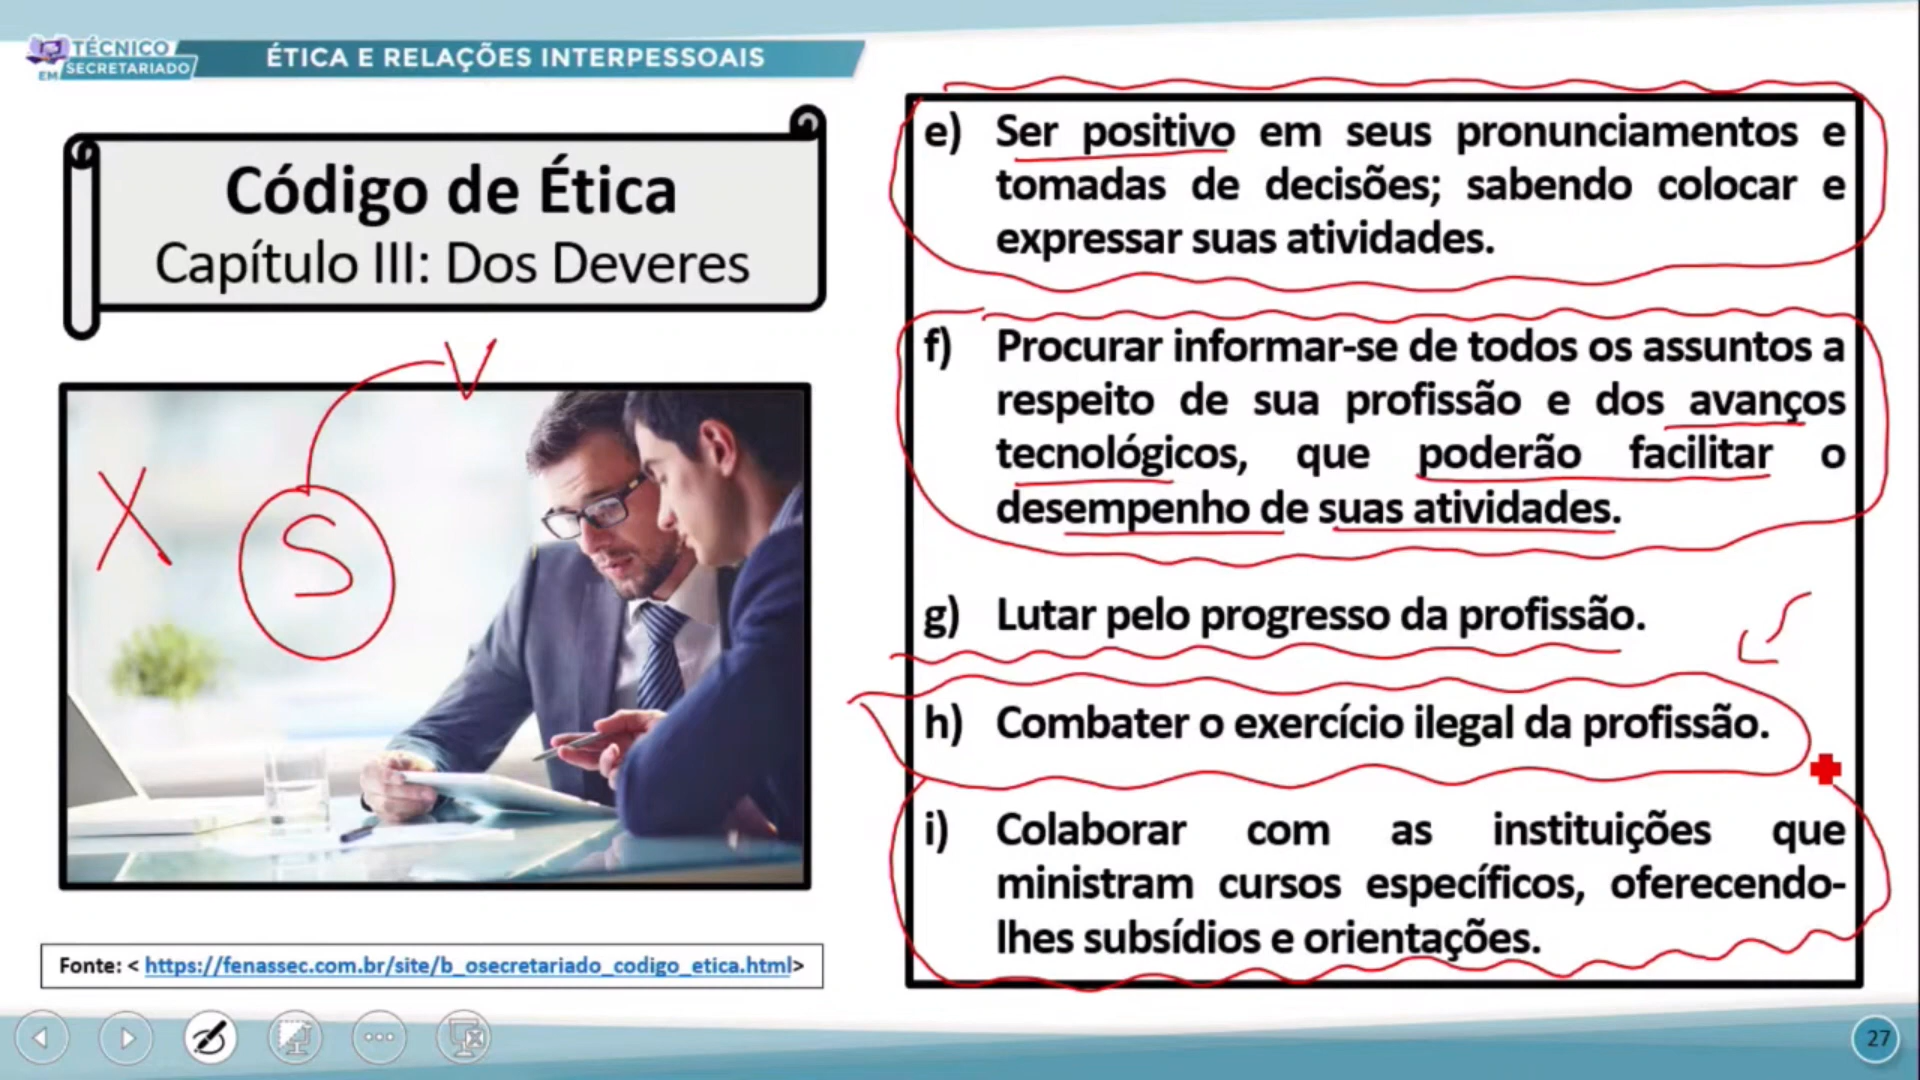 TÉCNICO
EM SECRETARIADO
ÉTICA E RELAÇÕES INTERPESSOAIS
Código de Ética
Capítulo III: Dos Deveres
V
X
S
Fonte: < https://fenassec.com.br/site/b_osecretariado_codigo_etica.html>
e) Ser positivo em seus pronunciamentos e
tomadas de decisões; sabendo colocar e
expressar suas atividades.
f) Procurar informar-se de todos os assuntos a
respeito de sua profissão e dos avanços
tecnológicos, que poderão facilitar o
desempenho de suas atividades.
g) Lutar pelo progresso da profissão.
h) Combater o exercício ilegal da profissão.
i) Colaborar com as instituições que
ministram cursos específicos, oferecendo-
lhes subsídios e orientações.
27